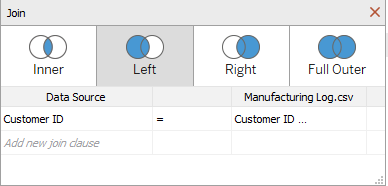 Join
Inner Left Right Full Outer
Data Source Manufacturing Log.csv
Customer ID = Customer ID ...
Add new join clause